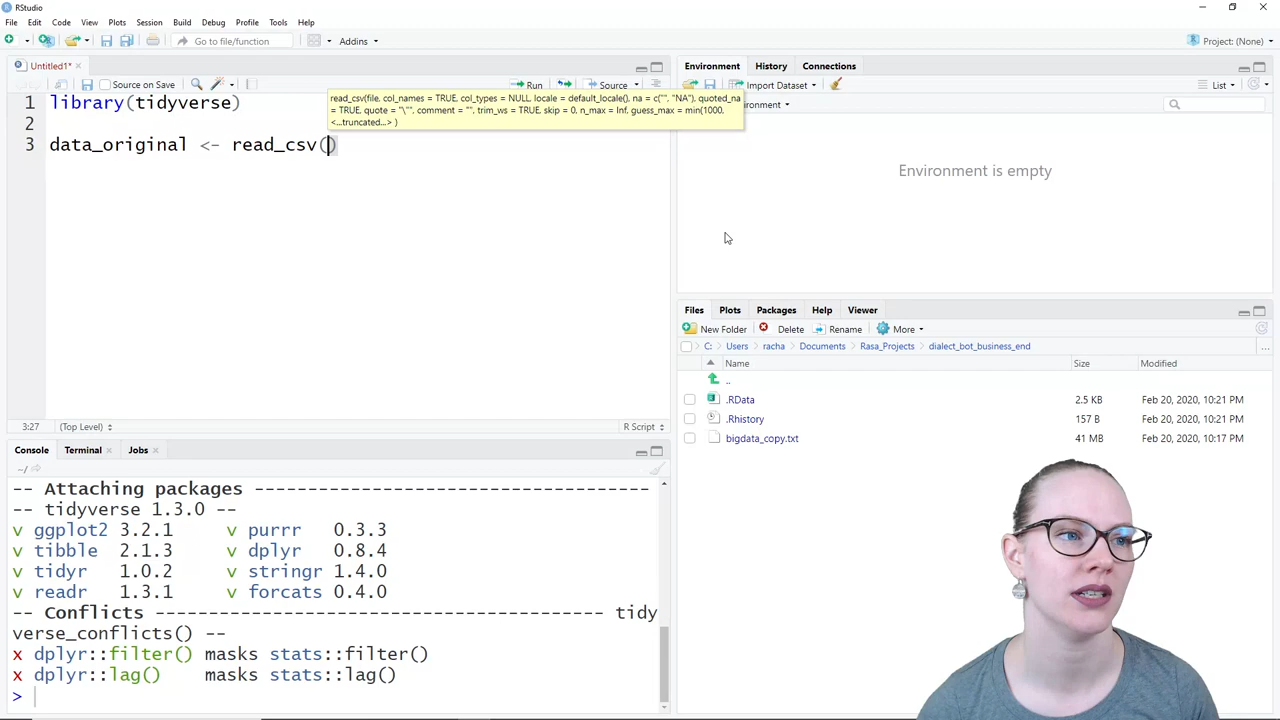 RStudio
File Edit Code View Plots Session Build Debug Profile Tools Help
Go to file/function Addins Project: (None)
Untitled1*
Source on Save Run Source
1 library(tidyverse)
2
3 data_original <- read_csv()
read_csv(file, col_names = TRUE, col_types = NULL, locale = default_locale(), na = c("", "NA"), quoted_na
= TRUE, quote = "\"", comment = "", trim_ws = TRUE, skip = 0, n_max = Inf, guess_max = min(1000,
<...truncated...> )
3:27 (Top Level) R Script
Console Terminal Jobs
~/
-- Attaching packages -------------------------------------
-- tidyverse 1.3.0 --
v ggplot2 3.2.1 v purrr 0.3.3
v tibble 2.1.3 v dplyr 0.8.4
v tidyr 1.0.2 v stringr 1.4.0
v readr 1.3.1 v forcats 0.4.0
-- Conflicts ---------------------------------------- tidy
verse_conflicts() --
x dplyr::filter() masks stats::filter()
x dplyr::lag() masks stats::lag()
>
Environment History Connections
Import Dataset List
ironment
Environment is empty
Files Plots Packages Help Viewer
New Folder Delete Rename More
C: Users racha Documents Rasa_Projects dialect_bot_business_end ...
Name Size Modified
..
.RData 2.5 KB Feb 20, 2020, 10:21 PM
.Rhistory 157 B Feb 20, 2020, 10:21 PM
bigdata_copy.txt 41 MB Feb 20, 2020, 10:17 PM